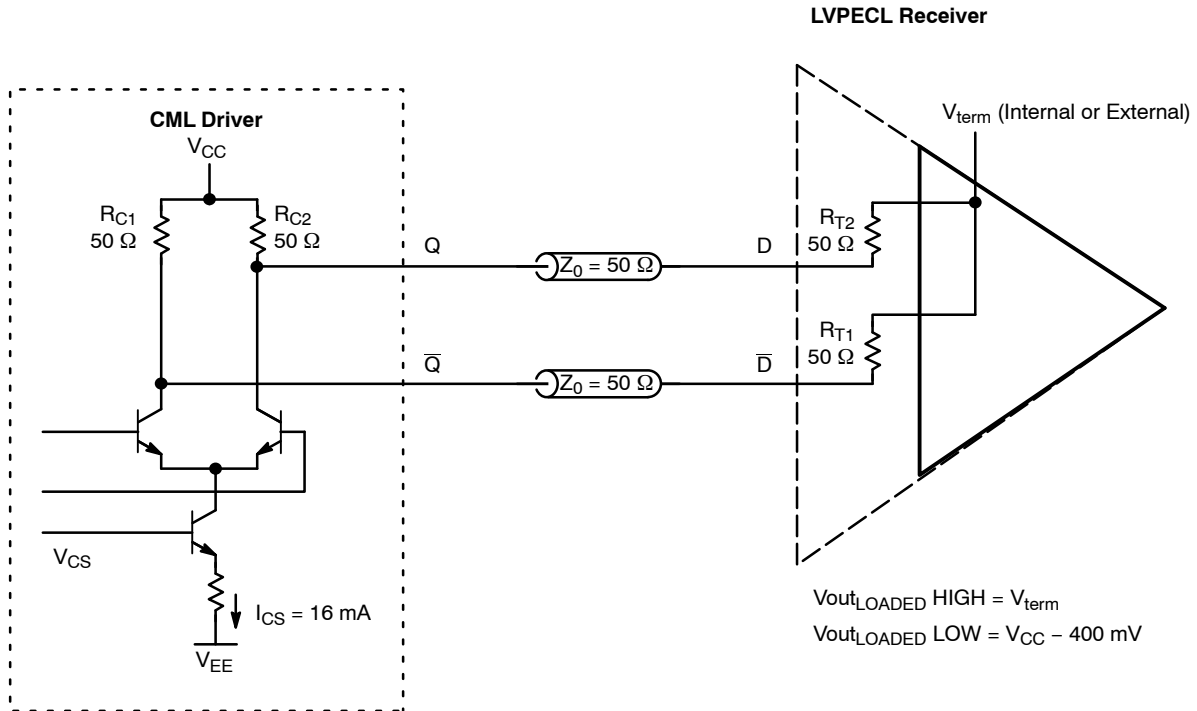 LVPECL Receiver
CML Driver
V_CC
V_term (Internal or External)
R_C1
50 Ω
R_C2
50 Ω
R_T2
50 Ω
Q
Z_0 = 50 Ω
D
R_T1
50 Ω
Q̅
Z_0 = 50 Ω
D̅
V_CS
I_CS = 16 mA
V_EE
Vout_LOADED HIGH = V_term
Vout_LOADED LOW = V_CC − 400 mV